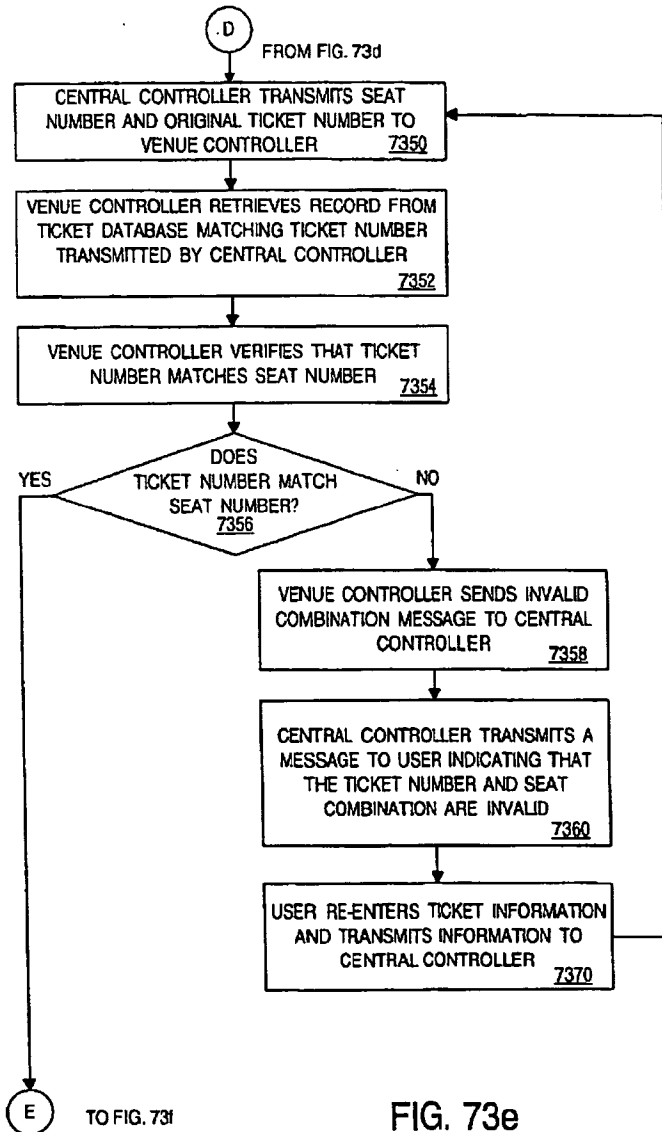 D
FROM FIG. 73d
CENTRAL CONTROLLER TRANSMITS SEAT
NUMBER AND ORIGINAL TICKET NUMBER TO
VENUE CONTROLLER
7350
VENUE CONTROLLER RETRIEVES RECORD FROM
TICKET DATABASE MATCHING TICKET NUMBER
TRANSMITTED BY CENTRAL CONTROLLER
7352
VENUE CONTROLLER VERIFIES THAT TICKET
NUMBER MATCHES SEAT NUMBER
7354
DOES
TICKET NUMBER MATCH
SEAT NUMBER?
7356
YES
NO
VENUE CONTROLLER SENDS INVALID
COMBINATION MESSAGE TO CENTRAL
CONTROLLER
7358
CENTRAL CONTROLLER TRANSMITS A
MESSAGE TO USER INDICATING THAT
THE TICKET NUMBER AND SEAT
COMBINATION ARE INVALID
7360
USER RE-ENTERS TICKET INFORMATION
AND TRANSMITS INFORMATION TO
CENTRAL CONTROLLER
7370
E
TO FIG. 73f
FIG. 73e